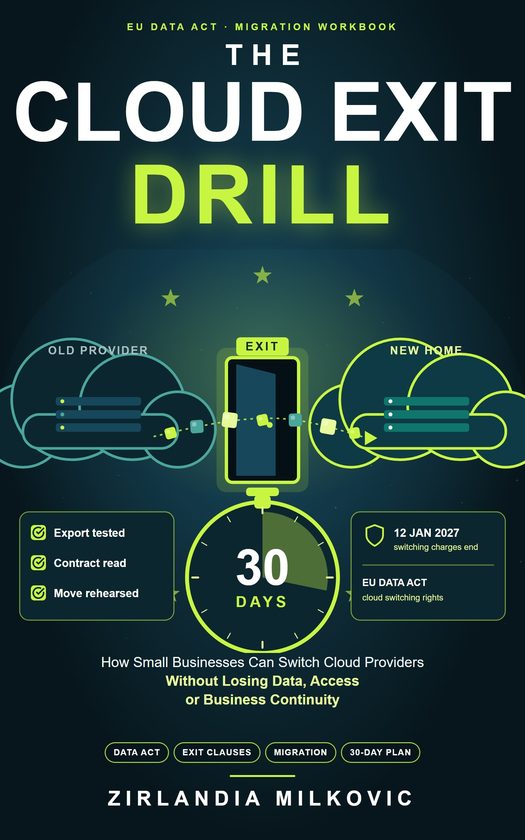 EU DATA ACT · MIGRATION WORKBOOK
THE
CLOUD EXIT
DRILL
OLD PROVIDER
EXIT
NEW HOME
Export tested
Contract read
Move rehearsed
30
DAYS
12 JAN 2027
switching charges end
EU DATA ACT
cloud switching rights
How Small Businesses Can Switch Cloud Providers
Without Losing Data, Access
or Business Continuity
DATA ACT
EXIT CLAUSES
MIGRATION
30-DAY PLAN
ZIRLANDIA MILKOVIC